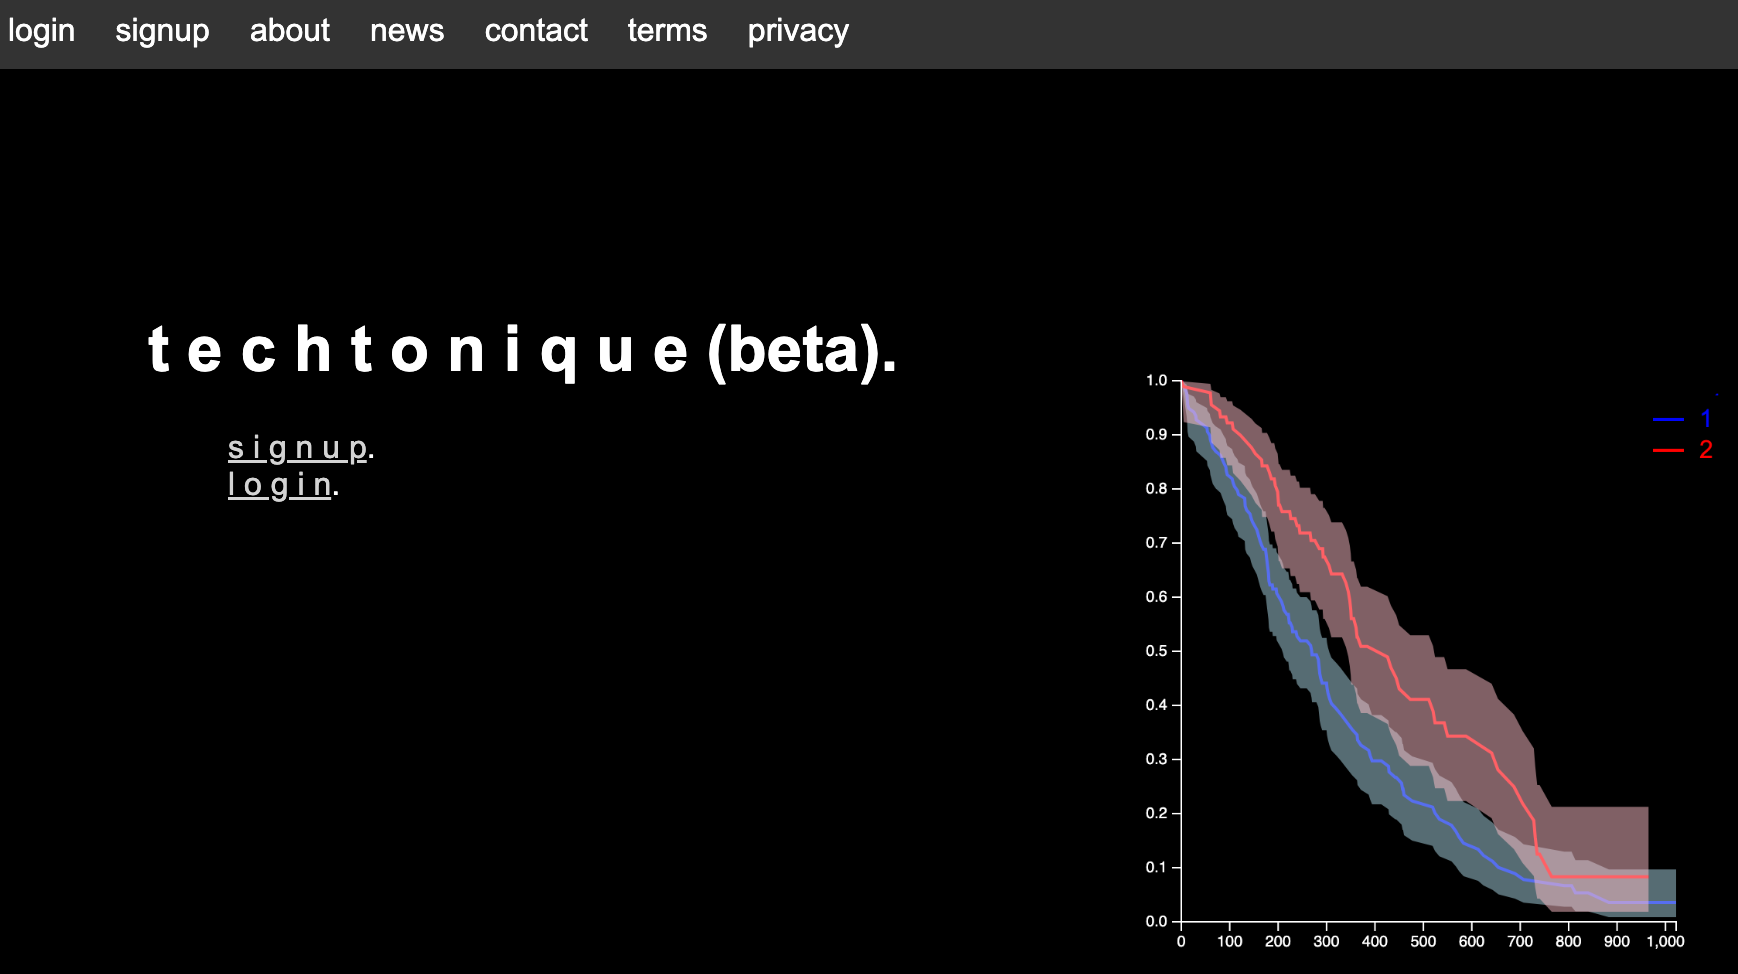 login signup about news contact terms privacy
t e c h t o n i q u e (beta).
s i g n u p.
l o g i n.
1.0
0.9
0.8
0.7
0.6
0.5
0.4
0.3
0.2
0.1
0.0
0 100 200 300 400 500 600 700 800 900 1,000
1
2